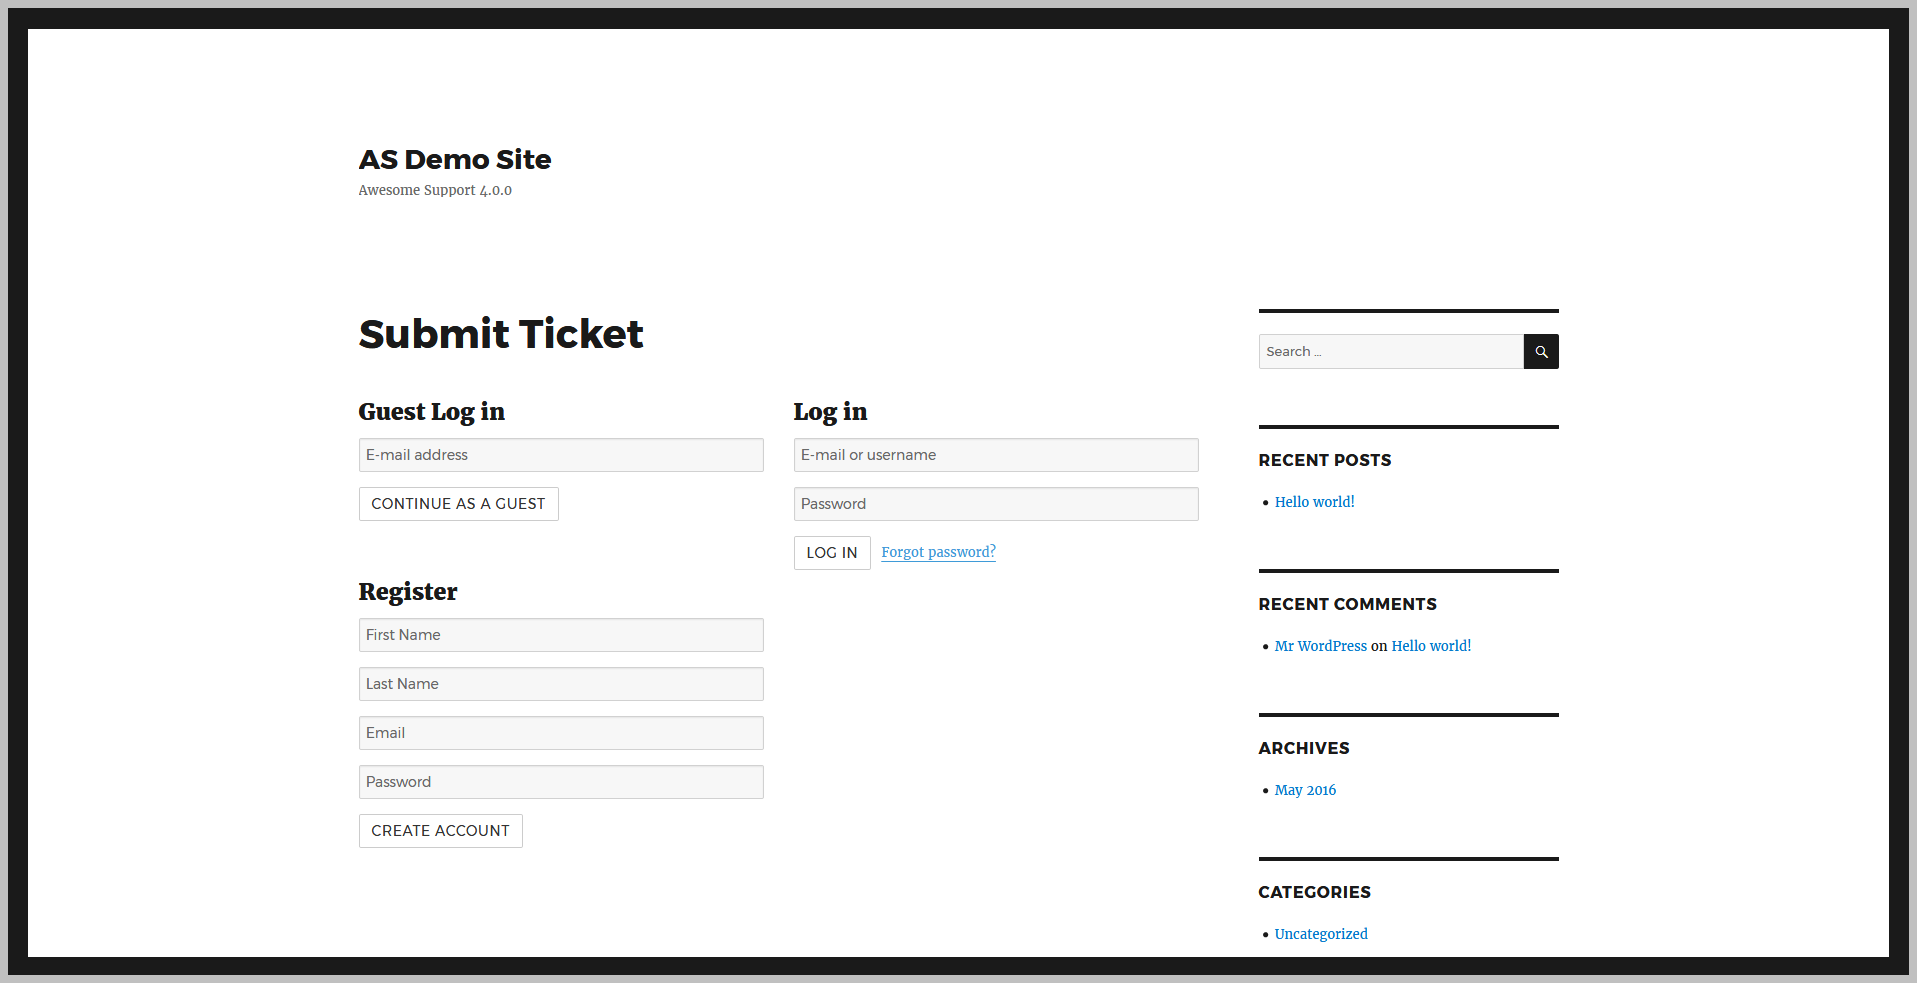 AS Demo Site
Awesome Support 4.0.0
Submit Ticket
Guest Log in
E-mail address
CONTINUE AS A GUEST
Log in
E-mail or username
Password
LOG IN Forgot password?
Register
First Name
Last Name
Email
Password
CREATE ACCOUNT
Search ...
RECENT POSTS
Hello world!
RECENT COMMENTS
Mr WordPress on Hello world!
ARCHIVES
May 2016
CATEGORIES
Uncategorized